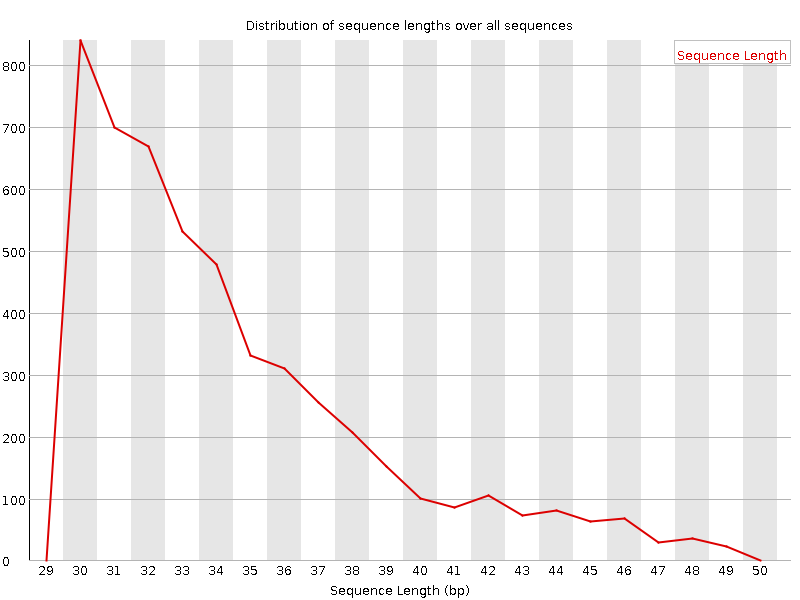 Distribution of sequence lengths over all sequences
Sequence Length
800
700
600
500
400
300
200
100
0
29 30 31 32 33 34 35 36 37 38 39 40 41 42 43 44 45 46 47 48 49 50
Sequence Length (bp)